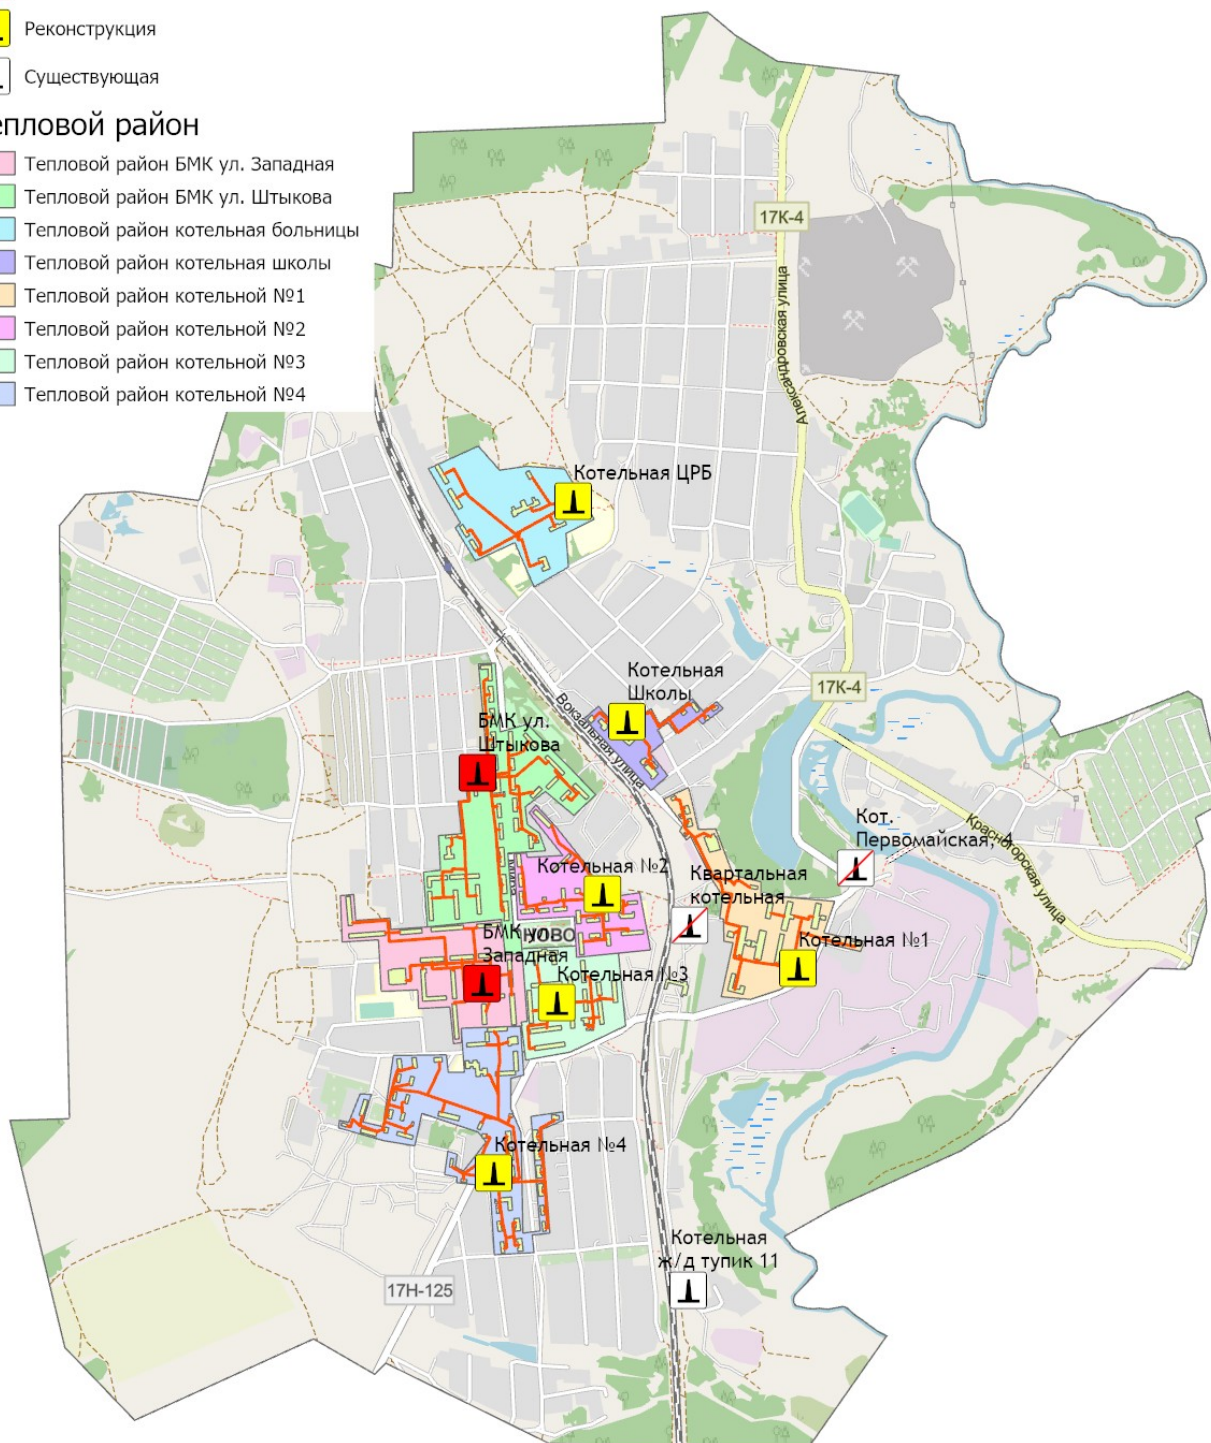 Реконструкция
Существующая
епловой район
Тепловой район БМК ул. Западная
Тепловой район БМК ул. Штыкова
Тепловой район котельная больницы
Тепловой район котельная школы
Тепловой район котельной №1
Тепловой район котельной №2
Тепловой район котельной №3
Тепловой район котельной №4
17К-4
Александровская улица
Котельная ЦРБ
Котельная
Школы
17К-4
Вокзальная улица
БМК ул.
Штыкова
Кот.
Первомайская, 4
Красногорская улица
Котельная №2
Квартальная
котельная
БМК ул.
Западная
НОВО
Котельная №1
Котельная №3
Котельная №4
Котельная
ж/д тупик 11
17Н-125